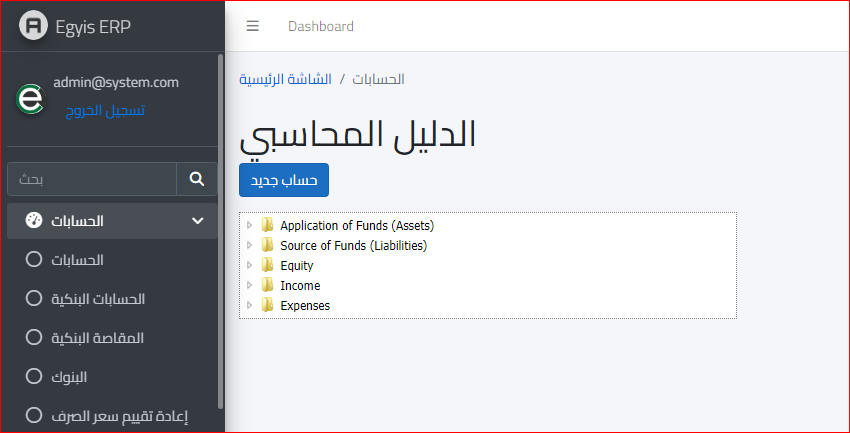 Egyis ERP
Dashboard
admin@system.com
تسجيل الخروج
بحث
الحسابات
الحسابات
الحسابات البنكية
المقاصة البنكية
البنوك
إعادة تقييم سعر الصرف
الشاشة الرئيسية / الحسابات
الدليل المحاسبي
حساب جديد
Application of Funds (Assets)
Source of Funds (Liabilities)
Equity
Income
Expenses